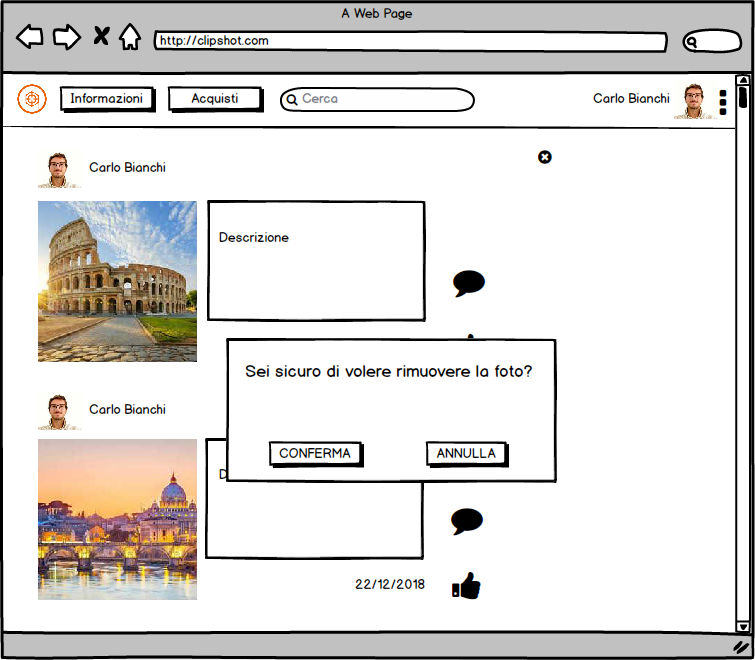 A Web Page
http://clipshot.com
Informazioni
Acquisti
Cerca
Carlo Bianchi
Carlo Bianchi
Descrizione
Sei sicuro di volere rimuovere la foto?
Carlo Bianchi
CONFERMA
ANNULLA
22/12/2018